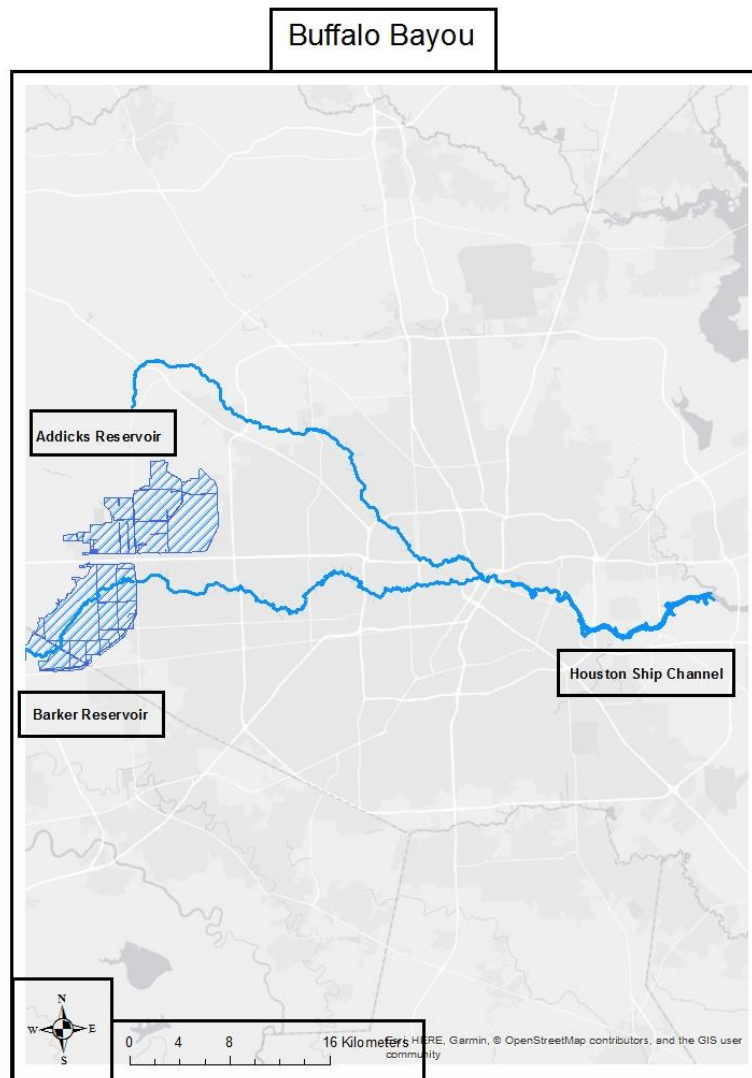 Buffalo Bayou
Addicks Reservoir
Barker Reservoir
Houston Ship Channel
N
W E
S
0 4 8 16 Kilometers
HERE, Garmin, © OpenStreetMap contributors, and the GIS user
community